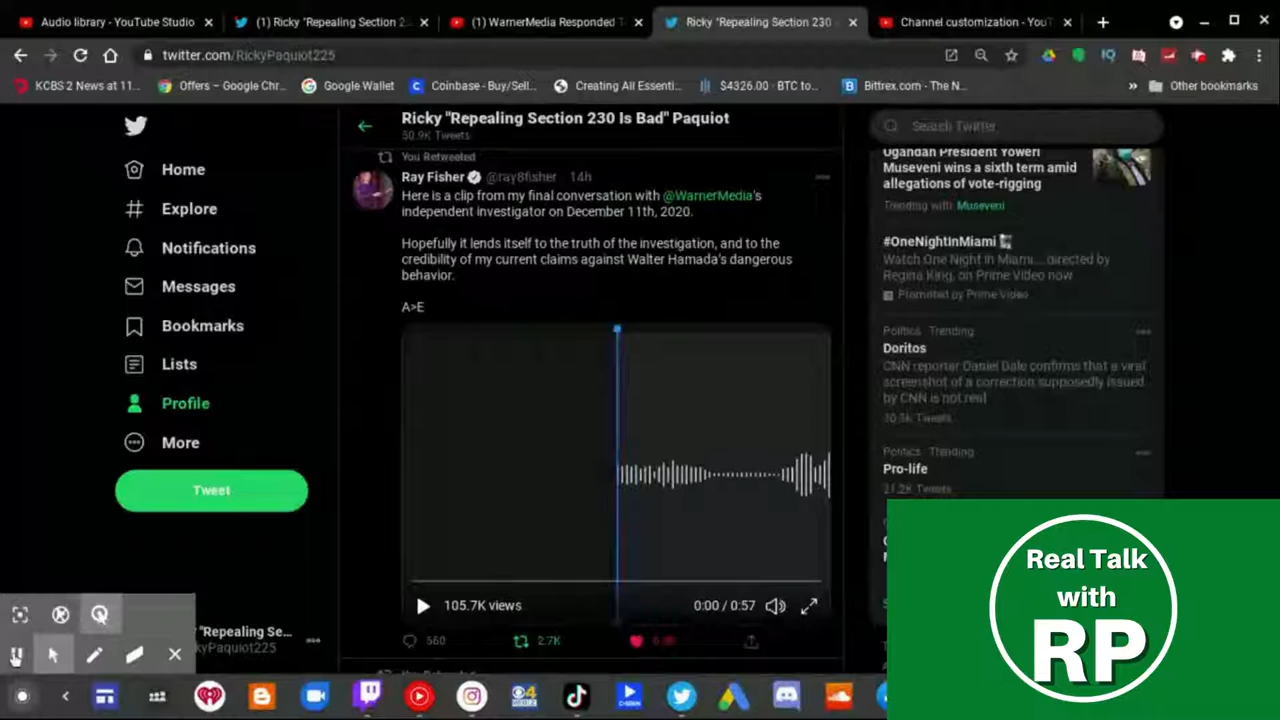 Audio library - YouTube Studio
(1) Ricky "Repealing Section 2
(1) WarnerMedia Responded T
Ricky "Repealing Section 230
Channel customization - YouT
twitter.com/RickyPaquiot225
KCBS 2 News at 11...
Offers – Google Chr...
Google Wallet
Coinbase - Buy/Sell...
Creating All Essenti...
$4326.00 · BTC to...
Bittrex.com - The N...
Other bookmarks
Home
Explore
Notifications
Messages
Bookmarks
Lists
Profile
More
Tweet
"Repealing Se...
kyPaquiot225
Ricky "Repealing Section 230 Is Bad" Paquiot
50.9K Tweets
You Retweeted
Ray Fisher @ray8fisher · 14h
Here is a clip from my final conversation with @WarnerMedia's
independent investigator on December 11th, 2020.
Hopefully it lends itself to the truth of the investigation, and to the
credibility of my current claims against Walter Hamada's dangerous
behavior.
A>E
105.7K views
0:00 / 0:57
560
2.7K
You Retweeted
Search Twitter
Ugandan President Yoweri
Museveni wins a sixth term amid
allegations of vote-rigging
Trending with Museveni
#OneNightInMiami
Watch One Night in Miami... directed by
Regina King, on Prime Video now
Promoted by Prime Video
Politics · Trending
Doritos
CNN reporter Daniel Dale confirms that a viral
screenshot of a correction supposedly issued
by CNN is not real
Tweets
Politics · Trending
Pro-life
21.2K Tweets
Real Talk
with
RP